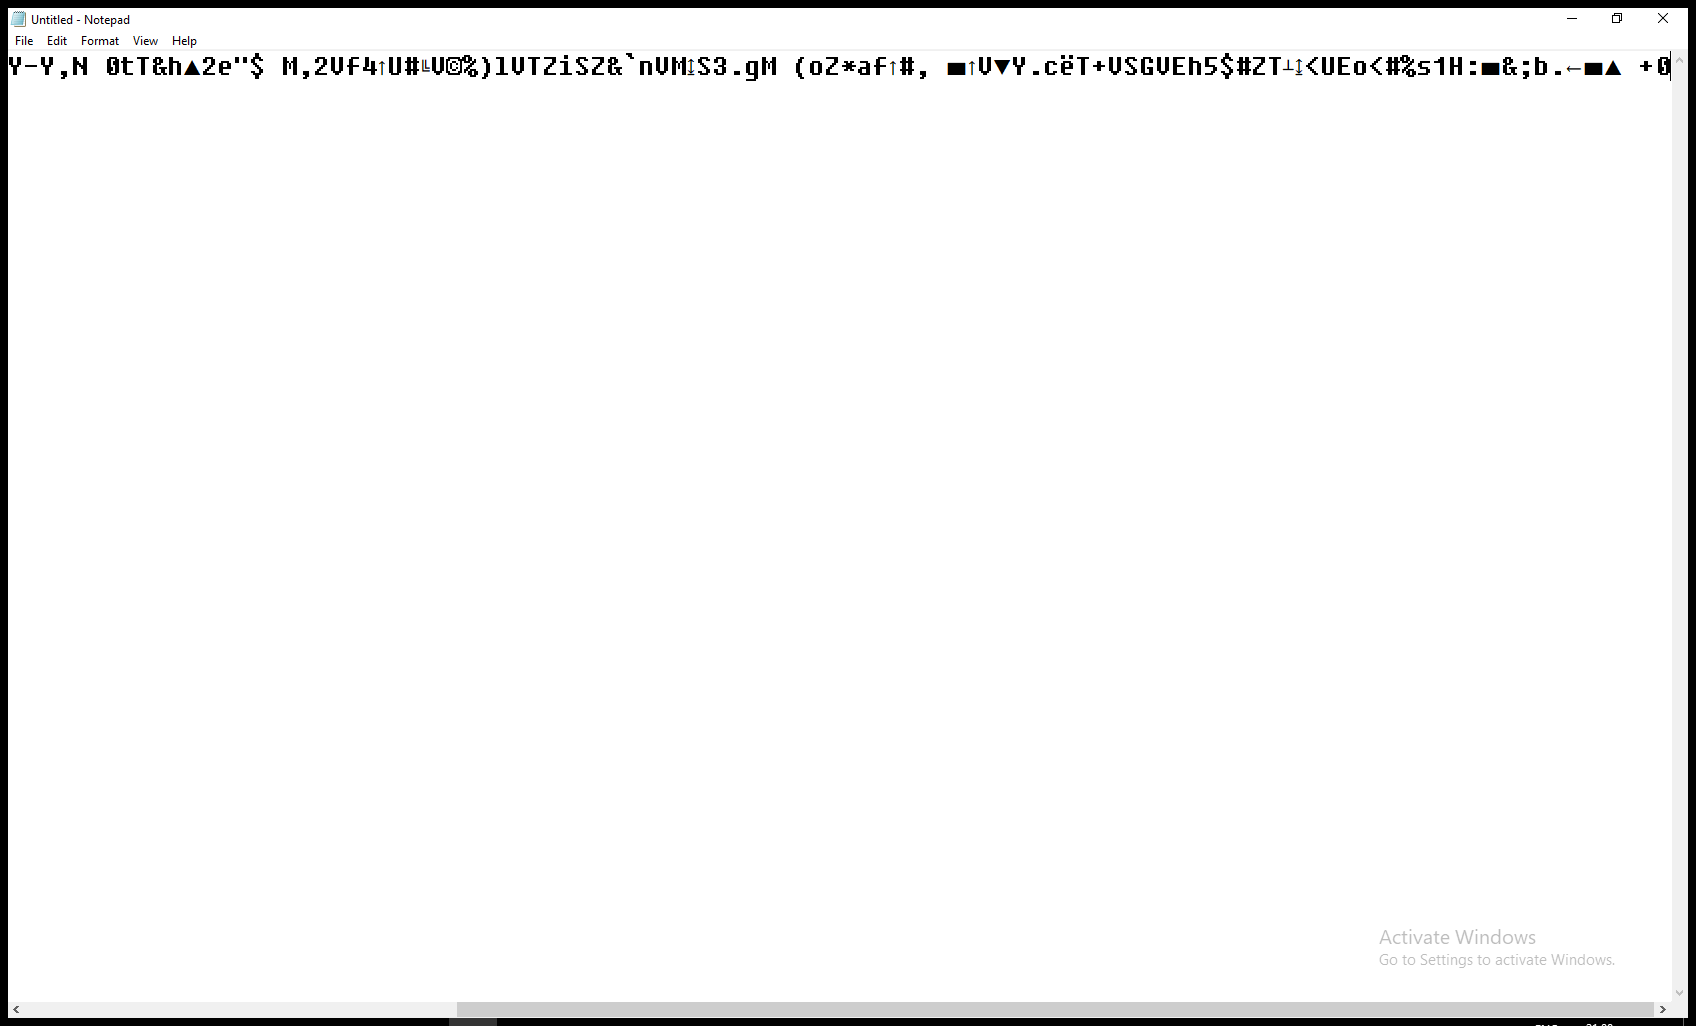 Untitled - Notepad
File Edit Format View Help
Y-Y,N 0tT&h▲2e"$ M,2Vf4↑U#╚V©%)lVTZiSZ&`nVM↨S3.gM (oZ*af↑#, ■↑V▼Y.cëT+VSGVEh5$#ZT┴↨<UEo<#%s1H:■&;b.←■▲ +0
Activate Windows
Go to Settings to activate Windows.